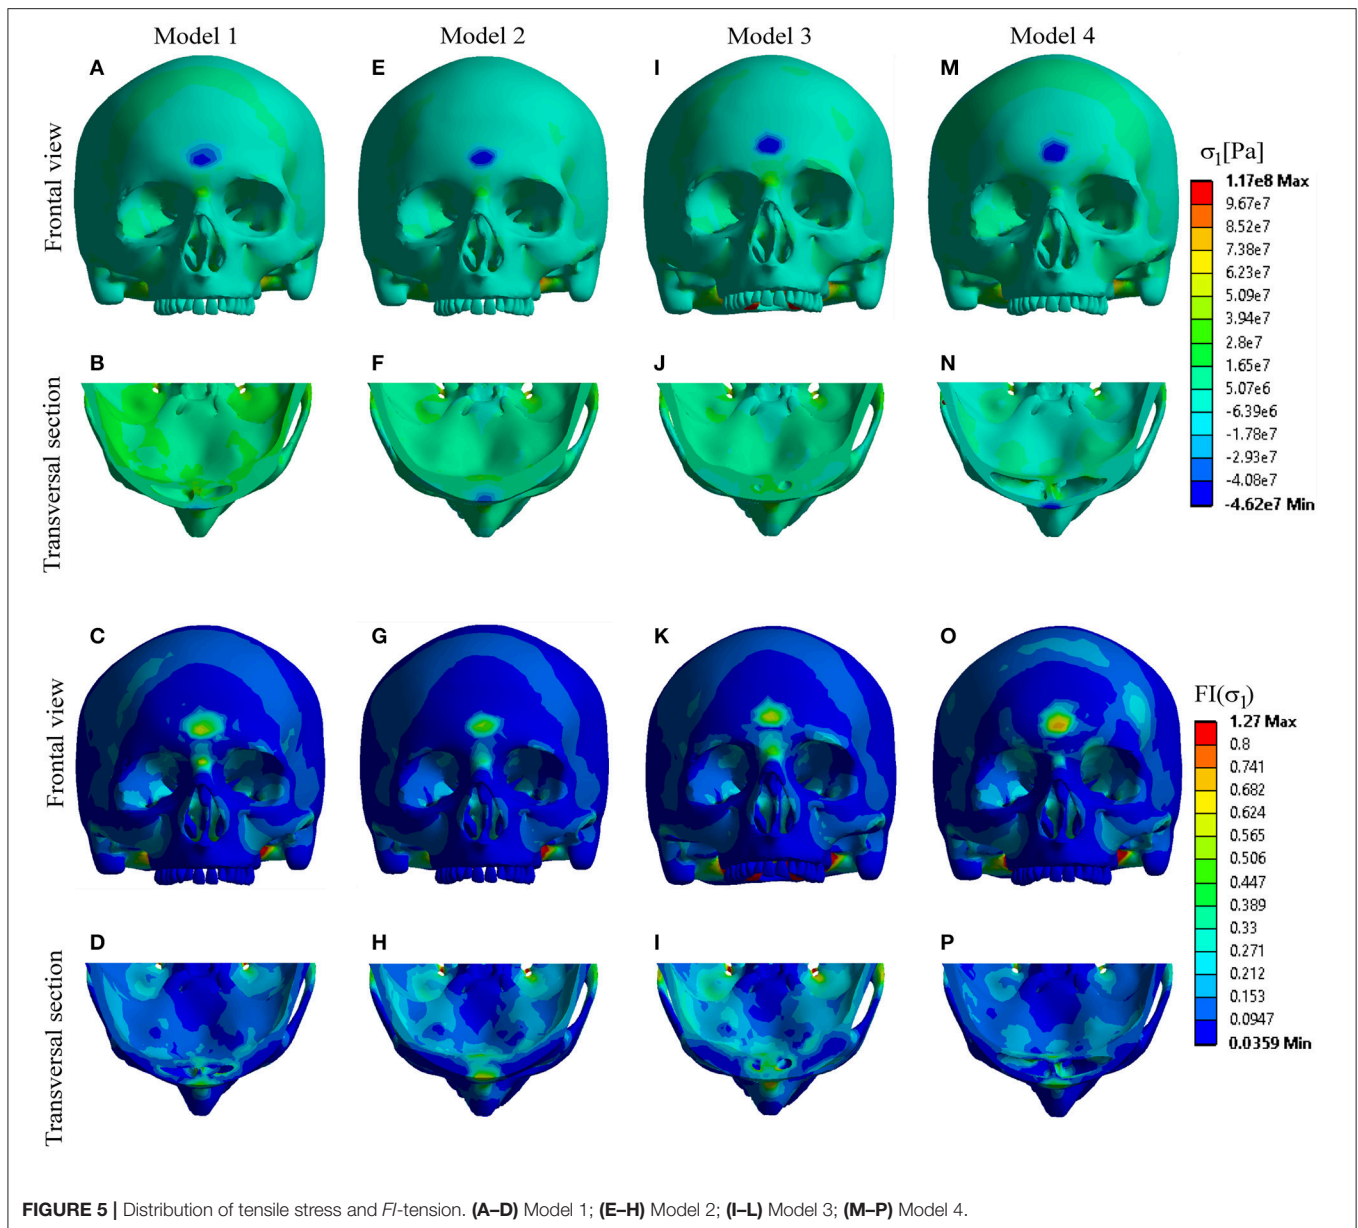 Model 1
Model 2
Model 3
Model 4
A
E
I
M
Frontal view
σ1[Pa]
1.17e8 Max
9.67e7
8.52e7
7.38e7
6.23e7
5.09e7
3.94e7
2.8e7
1.65e7
5.07e6
-6.39e6
-1.78e7
-2.93e7
-4.08e7
-4.62e7 Min
B
F
J
N
Transversal section
C
G
K
O
Frontal view
FI(σ1)
1.27 Max
0.8
0.741
0.682
0.624
0.565
0.506
0.447
0.389
0.33
0.271
0.212
0.153
0.0947
0.0359 Min
D
H
I
P
Transversal section
FIGURE 5 | Distribution of tensile stress and FI-tension. (A–D) Model 1; (E–H) Model 2; (I–L) Model 3; (M–P) Model 4.